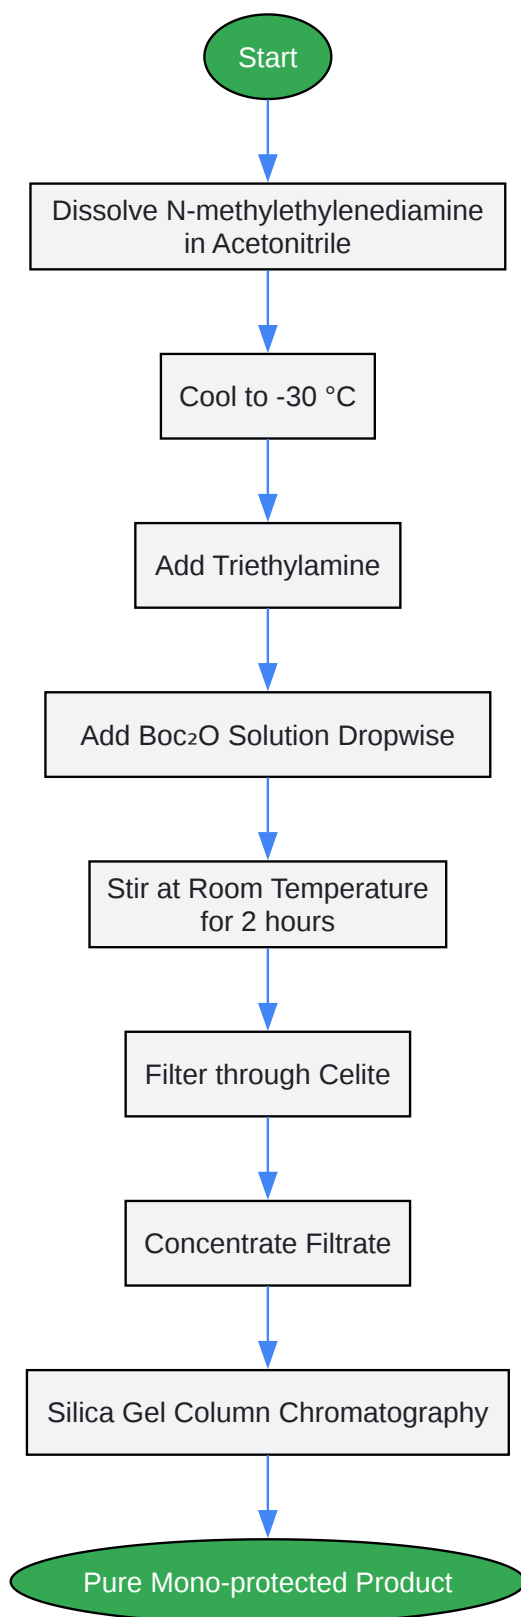 Start
Dissolve N-methylethylenediamine
in Acetonitrile
Cool to -30 °C
Add Triethylamine
Add Boc₂O Solution Dropwise
Stir at Room Temperature
for 2 hours
Filter through Celite
Concentrate Filtrate
Silica Gel Column Chromatography
Pure Mono-protected Product